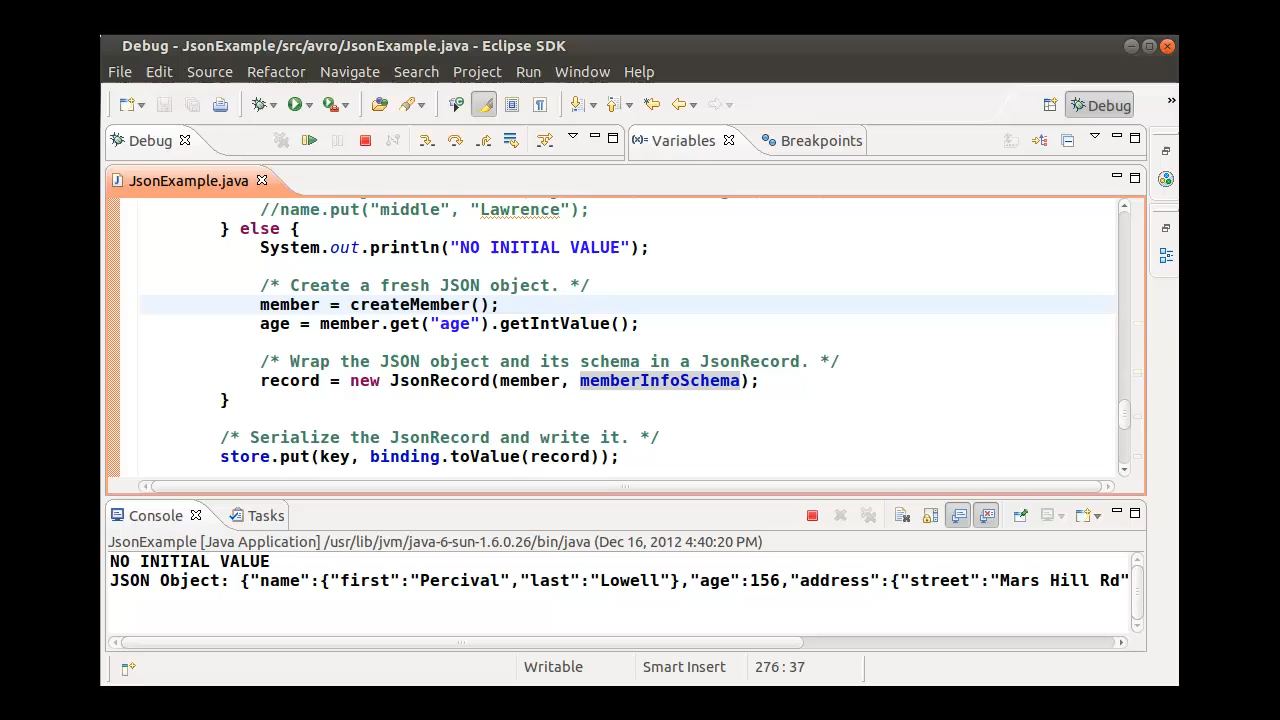 Debug - JsonExample/src/avro/JsonExample.java - Eclipse SDK
File Edit Source Refactor Navigate Search Project Run Window Help
Debug
Debug
Variables
Breakpoints
JsonExample.java
//name.put("middle", "Lawrence");
} else {
System.out.println("NO INITIAL VALUE");
/* Create a fresh JSON object. */
member = createMember();
age = member.get("age").getIntValue();
/* Wrap the JSON object and its schema in a JsonRecord. */
record = new JsonRecord(member, memberInfoSchema);
}
/* Serialize the JsonRecord and write it. */
store.put(key, binding.toValue(record));
Console
Tasks
JsonExample [Java Application] /usr/lib/jvm/java-6-sun-1.6.0.26/bin/java (Dec 16, 2012 4:40:20 PM)
NO INITIAL VALUE
JSON Object: {"name":{"first":"Percival","last":"Lowell"},"age":156,"address":{"street":"Mars Hill Rd"
Writable
Smart Insert
276:37